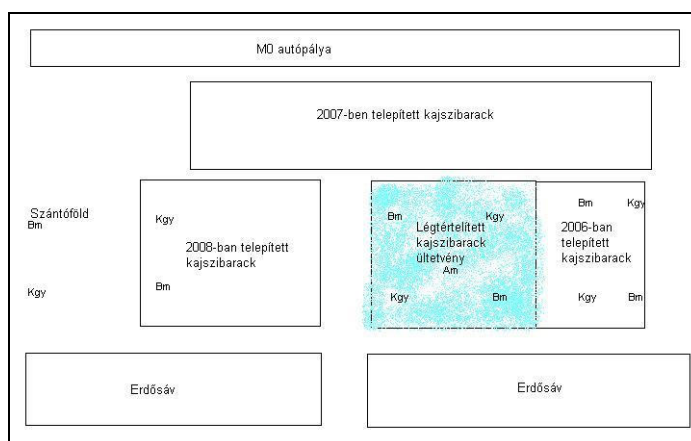 M0 autópálya
2007-ben telepített kajszibarack
Szántóföld
Bm
Kgy
Kgy
2008-ban telepített
kajszibarack
Bm
Bm
Kgy
Légtértelített
kajszibarack
ültetvény
Am
Kgy
Bm
Bm
Kgy
2006-ban
telepített
kajszibarack
Kgy
Bm
Erdősáv
Erdősáv